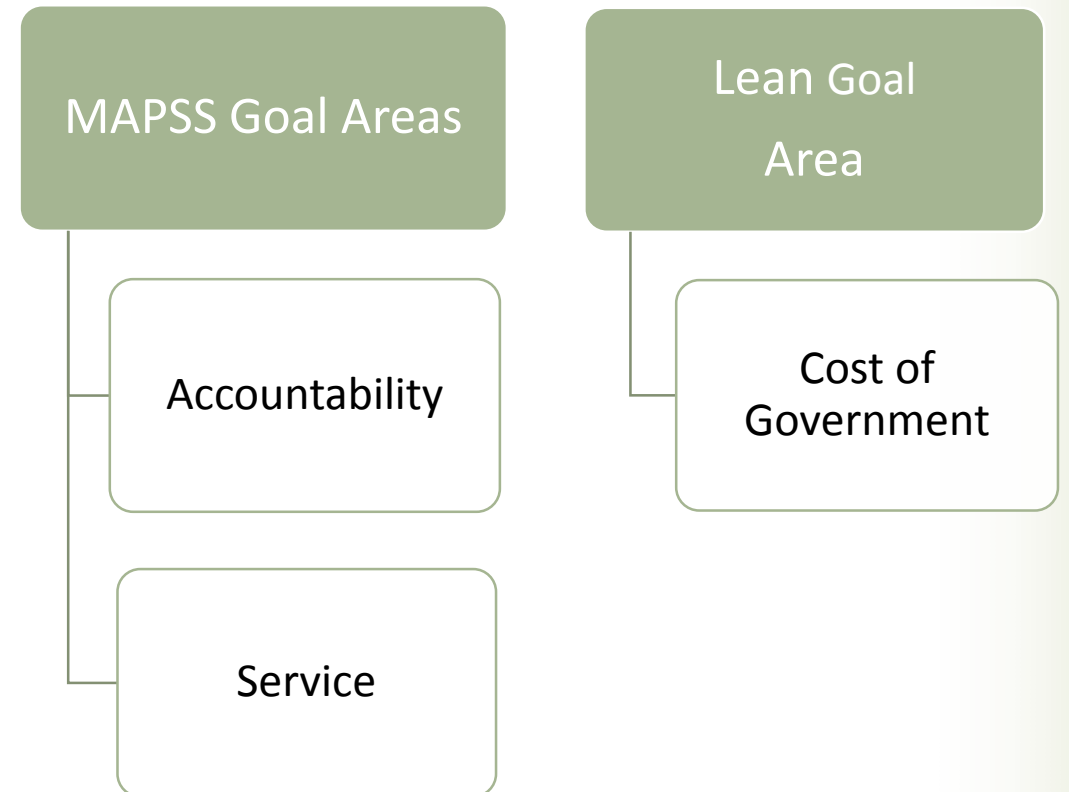 MAPSS Goal Areas
Accountability
Service
Lean Goal
Area
Cost of
Government